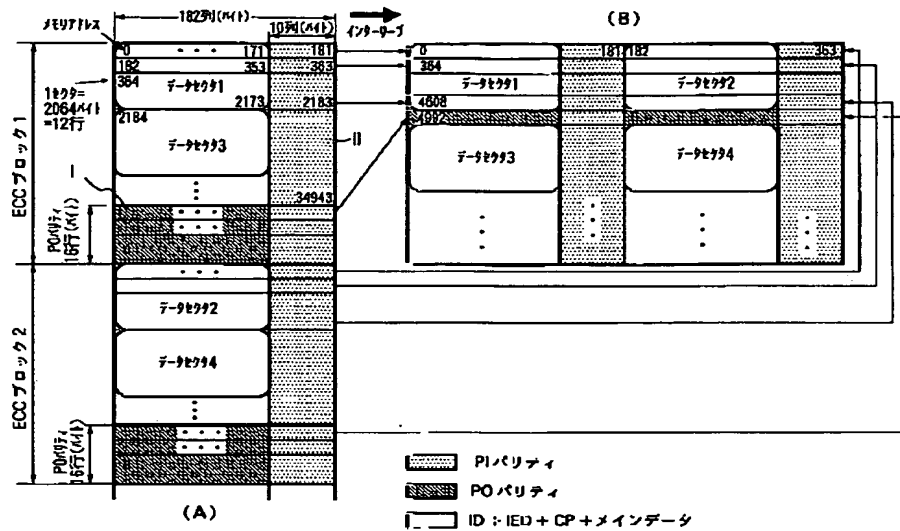 182列(バイト)
10列(バイト)
メモリアドレス
インターリーブ
(B)
0
171
181
182
353
363
364
データセクタ1
2173
2183
2184
データセクタ3
34943
1セクタ=
2064バイト
=12行
ECCブロック1
I
II
POパリティ
16行(バイト)
ECCブロック2
データセクタ2
データセクタ4
POパリティ
16行(バイト)
(A)
0
181
182
363
364
データセクタ1
データセクタ2
4608
4992
データセクタ3
データセクタ4
PIパリティ
POパリティ
ID+IED+CP+メインデータ